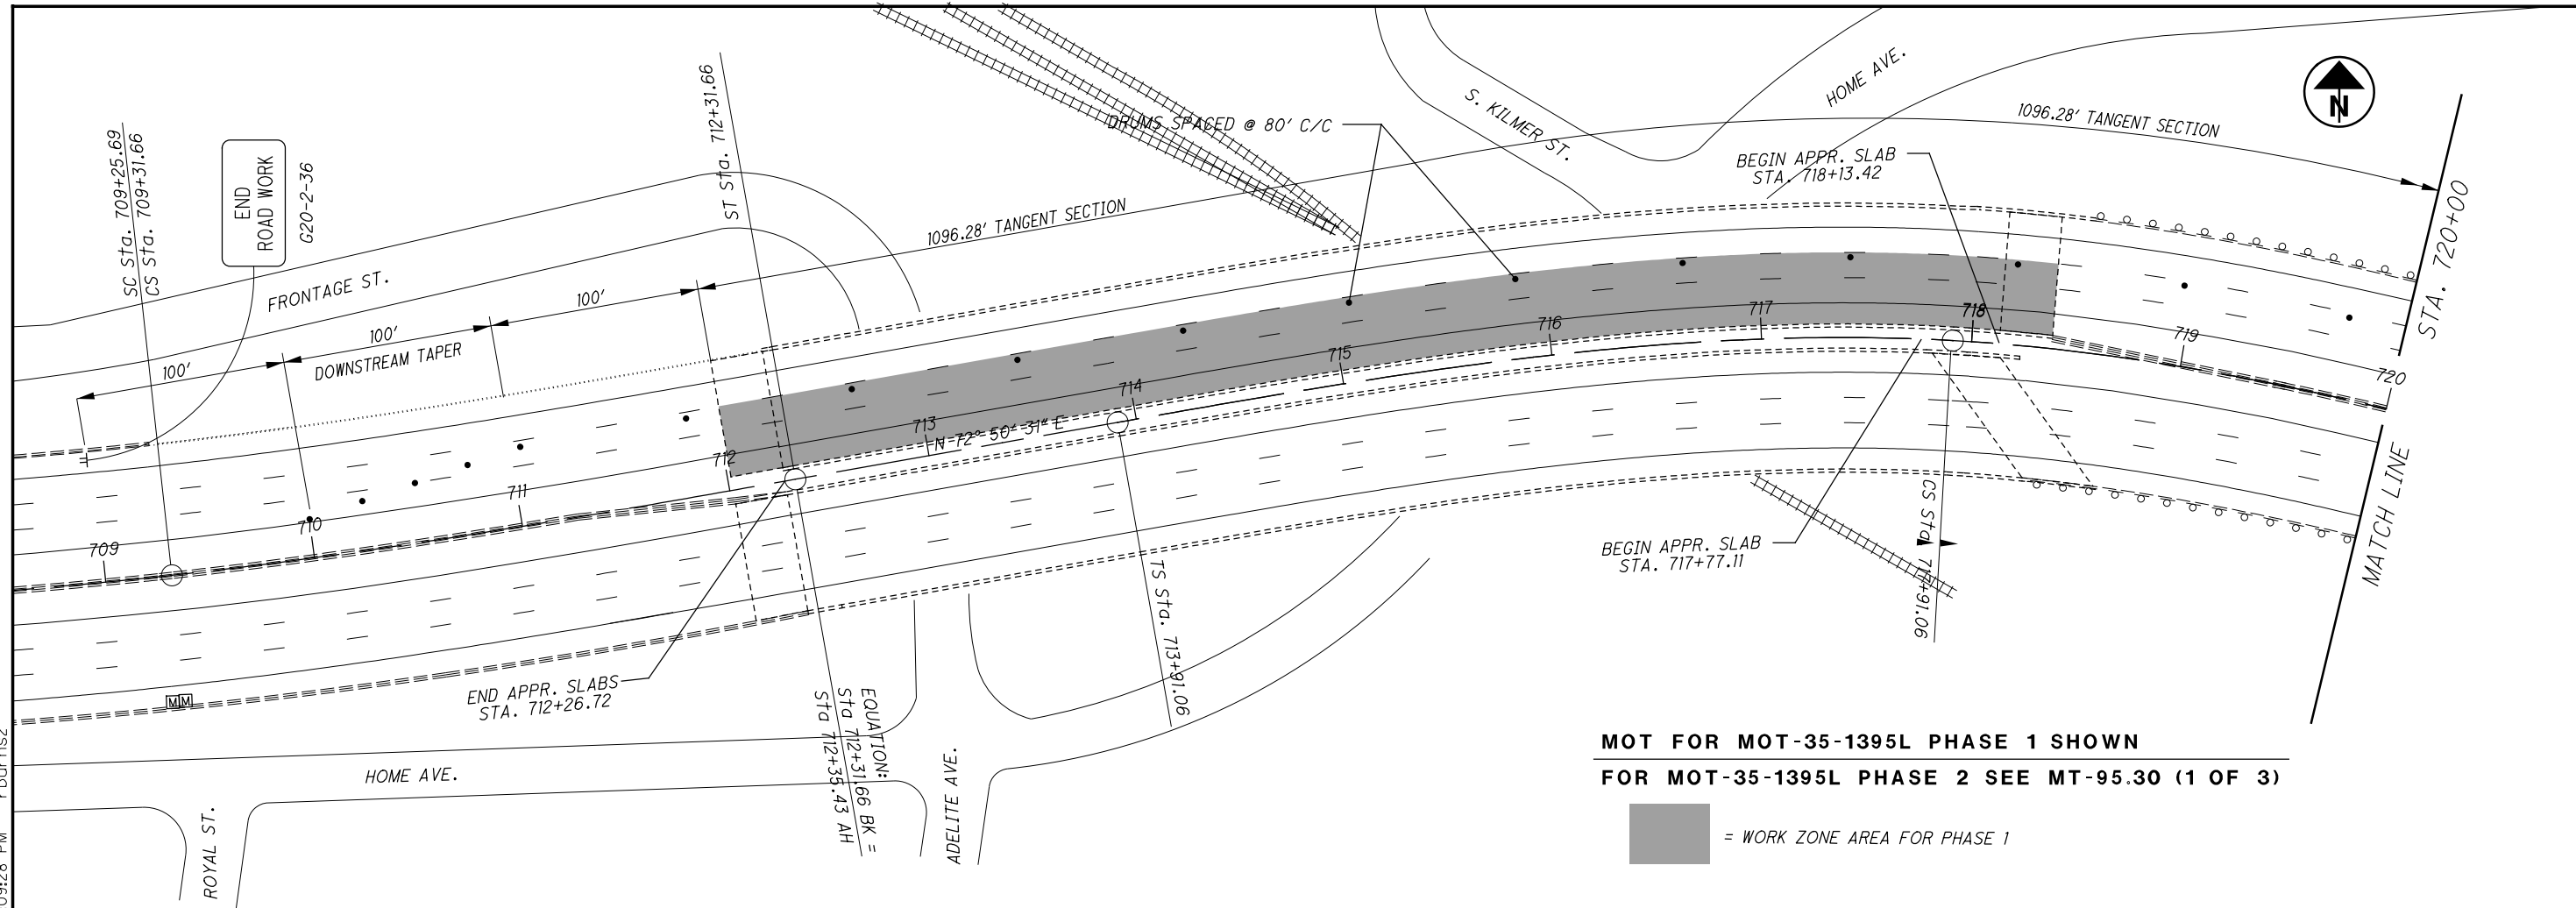 SC Sta. 709+25.69
CS Sta. 709+31.66
END
ROAD WORK
G20-2-36
FRONTAGE ST.
100'
100'
DOWNSTREAM TAPER
100'
ST Sta. 712+31.66
1096.28' TANGENT SECTION
DRUMS SPACED @ 80' C/C
S. KILMER ST.
HOME AVE.
BEGIN APPR. SLAB
STA. 718+13.42
1096.28' TANGENT SECTION
N
STA. 720+00
MATCH LINE
709
710
711
712
713
714
715
716
717
718
719
720
N 72° 50' 31" E
END APPR. SLABS
STA. 712+26.72
EQUATION:
Sta 712+31.66 BK =
Sta 712+35.43 AH
TS Sta. 713+91.06
BEGIN APPR. SLAB
STA. 717+77.11
CS Sta. 717+91.06
M M
HOME AVE.
ROYAL ST.
ADELITE AVE.
MOT FOR MOT-35-1395L PHASE 1 SHOWN
FOR MOT-35-1395L PHASE 2 SEE MT-95.30 (1 OF 3)
= WORK ZONE AREA FOR PHASE 1